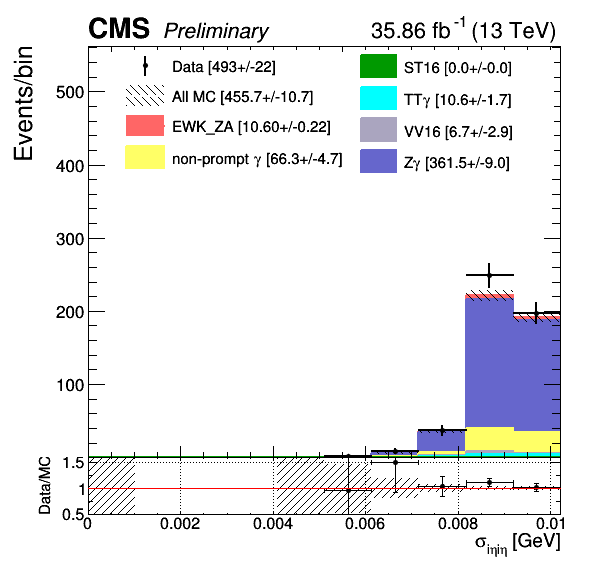 CMS Preliminary 35.86 fb⁻¹ (13 TeV)
Events/bin
Data [493+/-22]
All MC [455.7+/-10.7]
EWK_ZA [10.60+/-0.22]
non-prompt γ [66.3+/-4.7]
ST16 [0.0+/-0.0]
TTγ [10.6+/-1.7]
VV16 [6.7+/-2.9]
Zγ [361.5+/-9.0]
500
400
300
200
100
Data/MC
1.5
1
0.5
0 0.002 0.004 0.006 0.008 0.01
σiηiη [GeV]